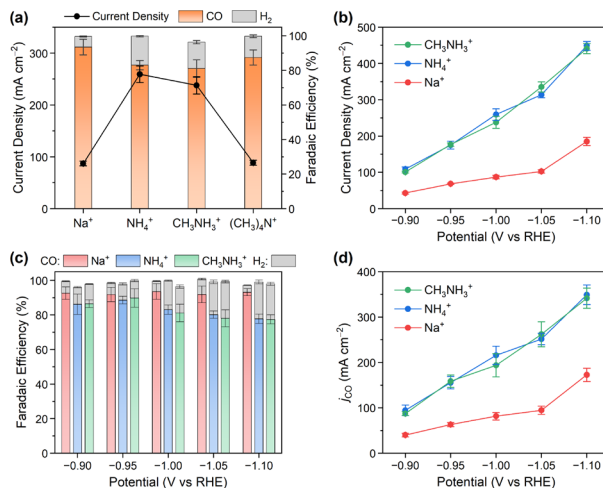 Current Density CO H₂
(a)
Current Density (mA cm⁻²)
300
200
100
0
Faradaic Efficiency (%)
100
80
60
40
20
0
Na⁺ NH₄⁺ CH₃NH₃⁺ (CH₃)₄N⁺
(b)
Current Density (mA cm⁻²)
500
400
300
200
100
0
CH₃NH₃⁺
NH₄⁺
Na⁺
−0.90 −0.95 −1.00 −1.05 −1.10
Potential (V vs RHE)
(c)
CO: Na⁺ NH₄⁺ CH₃NH₃⁺ H₂:
Faradaic Efficiency (%)
100
80
60
40
20
0
−0.90 −0.95 −1.00 −1.05 −1.10
Potential (V vs RHE)
(d)
jCO (mA cm⁻²)
400
300
200
100
0
CH₃NH₃⁺
NH₄⁺
Na⁺
−0.90 −0.95 −1.00 −1.05 −1.10
Potential (V vs RHE)